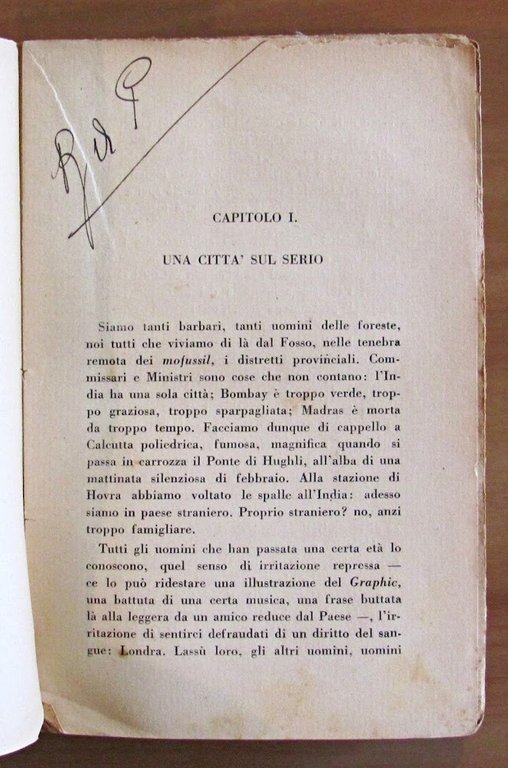 CAPITOLO I.
UNA CITTA' SUL SERIO
Siamo tanti barbari, tanti uomini delle foreste,
noi tutti che viviamo di là dal Fosso, nelle tenebra
remota dei mofussil, i distretti provinciali. Com-
missari e Ministri sono cose che non contano: l'In-
dia ha una sola città; Bombay è troppo verde, trop-
po graziosa, troppo sparpagliata; Madras è morta
da troppo tempo. Facciamo dunque di cappello a
Calcutta poliedrica, fumosa, magnifica quando si
passa in carrozza il Ponte di Hughli, all'alba di una
mattinata silenziosa di febbraio. Alla stazione di
Hovra abbiamo voltato le spalle all'India: adesso
siamo in paese straniero. Proprio straniero? no, anzi
troppo famigliare.
Tutti gli uomini che han passata una certa età lo
conoscono, quel senso di irritazione repressa —
ce lo può ridestare una illustrazione del Graphic,
una battuta di una certa musica, una frase buttata
là alla leggera da un amico reduce dal Paese —, l'ir-
ritazione di sentirci defraudati di un diritto del san-
gue: Londra. Lassù loro, gli altri uomini, uomini